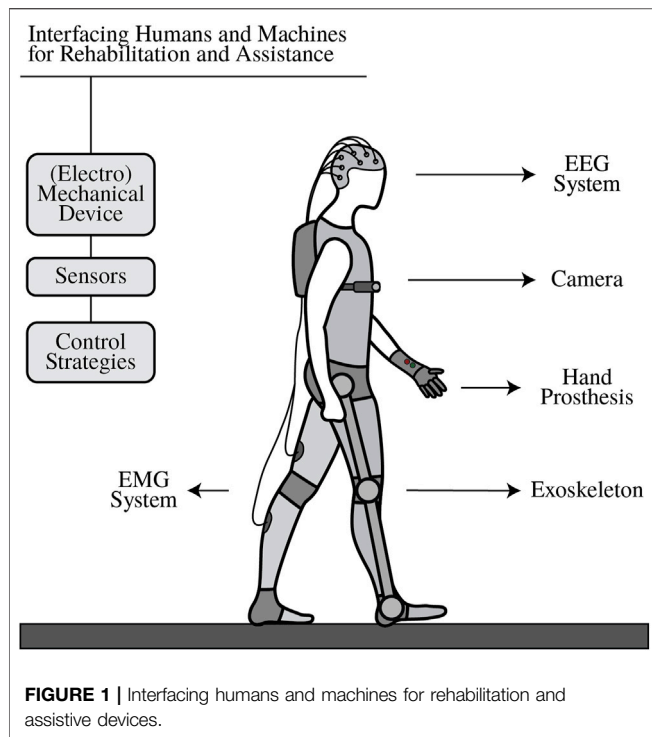 Interfacing Humans and Machines
for Rehabilitation and Assistance
(Electro)
Mechanical
Device
Sensors
Control
Strategies
EEG
System
Camera
Hand
Prosthesis
EMG
System
Exoskeleton
FIGURE 1 | Interfacing humans and machines for rehabilitation and
assistive devices.